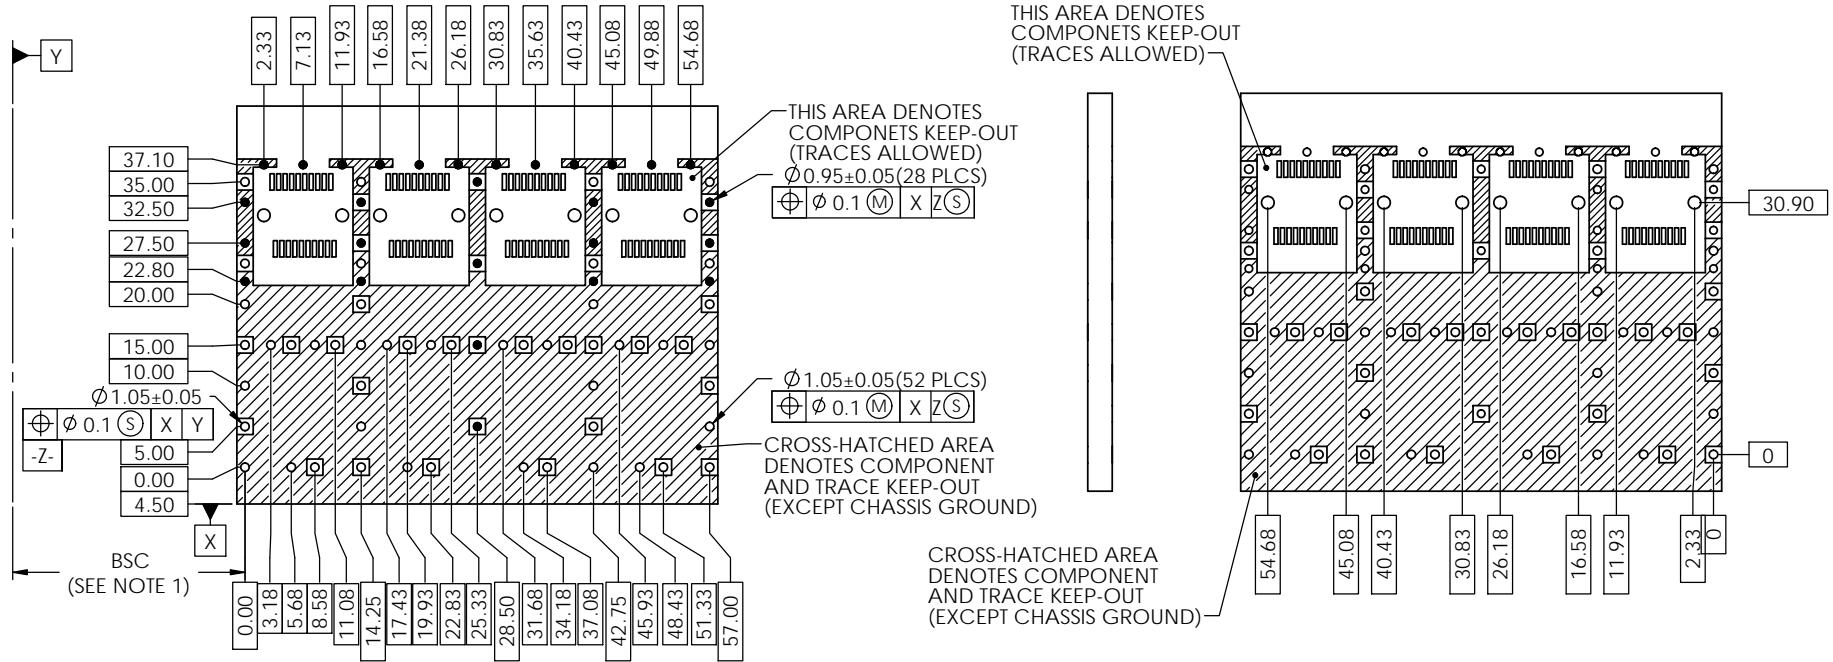 Y
2.33
7.13
11.93
16.58
21.38
26.18
30.83
35.63
40.43
45.08
49.88
54.68
THIS AREA DENOTES
COMPONETS KEEP-OUT
(TRACES ALLOWED)
37.10
35.00
32.50
27.50
22.80
20.00
15.00
10.00
Ø1.05±0.05
⌖ Ø 0.1 Ⓢ X Y
-Z-
5.00
0.00
4.50
X
BSC
(SEE NOTE 1)
THIS AREA DENOTES
COMPONETS KEEP-OUT
(TRACES ALLOWED)
Ø0.95±0.05(28 PLCS)
⌖ Ø 0.1 Ⓜ X ZⓈ
Ø1.05±0.05(52 PLCS)
⌖ Ø 0.1 Ⓜ X ZⓈ
CROSS-HATCHED AREA
DENOTES COMPONENT
AND TRACE KEEP-OUT
(EXCEPT CHASSIS GROUND)
0.00
3.18
5.68
8.58
11.08
14.25
17.43
19.93
22.83
25.33
28.50
31.68
34.18
37.08
42.75
45.93
48.43
51.33
57.00
30.90
0
CROSS-HATCHED AREA
DENOTES COMPONENT
AND TRACE KEEP-OUT
(EXCEPT CHASSIS GROUND)
54.68
45.08
40.43
30.83
26.18
16.58
11.93
2.33
0